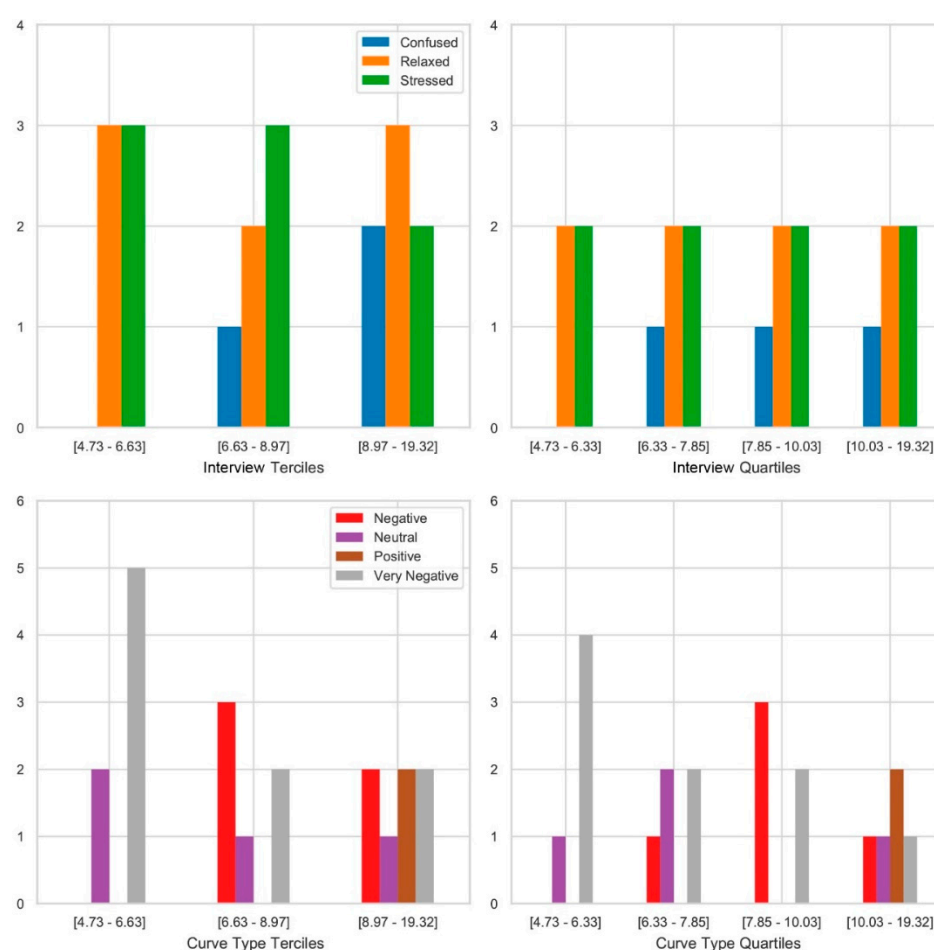 4
3
2
1
0
Confused
Relaxed
Stressed
[4.73 - 6.63] [6.63 - 8.97] [8.97 - 19.32]
Interview Terciles
4
3
2
1
0
[4.73 - 6.33] [6.33 - 7.85] [7.85 - 10.03] [10.03 - 19.32]
Interview Quartiles
6
5
4
3
2
1
0
Negative
Neutral
Positive
Very Negative
[4.73 - 6.63] [6.63 - 8.97] [8.97 - 19.32]
Curve Type Terciles
6
5
4
3
2
1
0
[4.73 - 6.33] [6.33 - 7.85] [7.85 - 10.03] [10.03 - 19.32]
Curve Type Quartiles